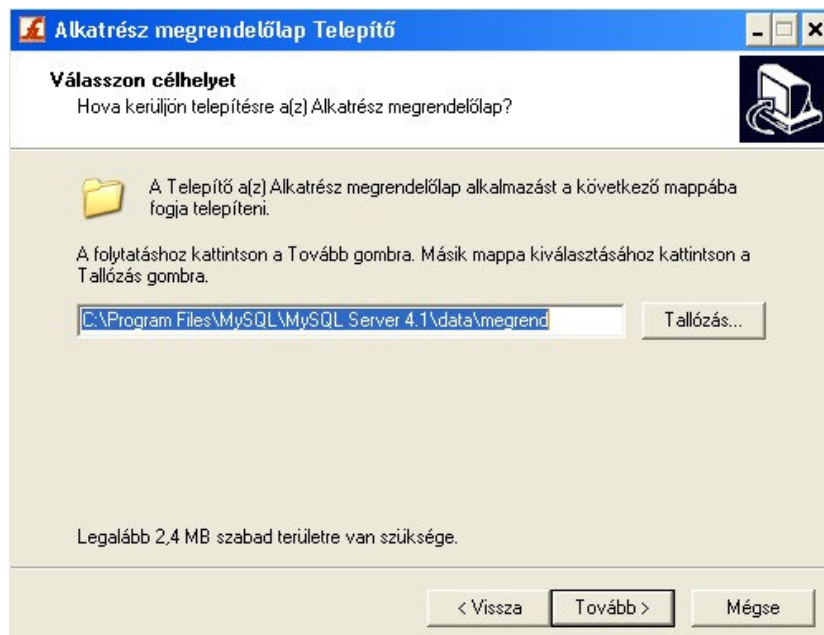 Alkatrész megrendelőlap Telepítő
Válasszon célhelyet
Hova kerüljön telepítésre a(z) Alkatrész megrendelőlap?
A Telepítő a(z) Alkatrész megrendelőlap alkalmazást a következő mappába
fogja telepíteni.
A folytatáshoz kattintson a Tovább gombra. Másik mappa kiválasztásához kattintson a
Tallózás gombra.
C:\Program Files\MySQL\MySQL Server 4.1\data\megrend
Tallózás...
Legalább 2,4 MB szabad területre van szüksége.
< Vissza Tovább > Mégse